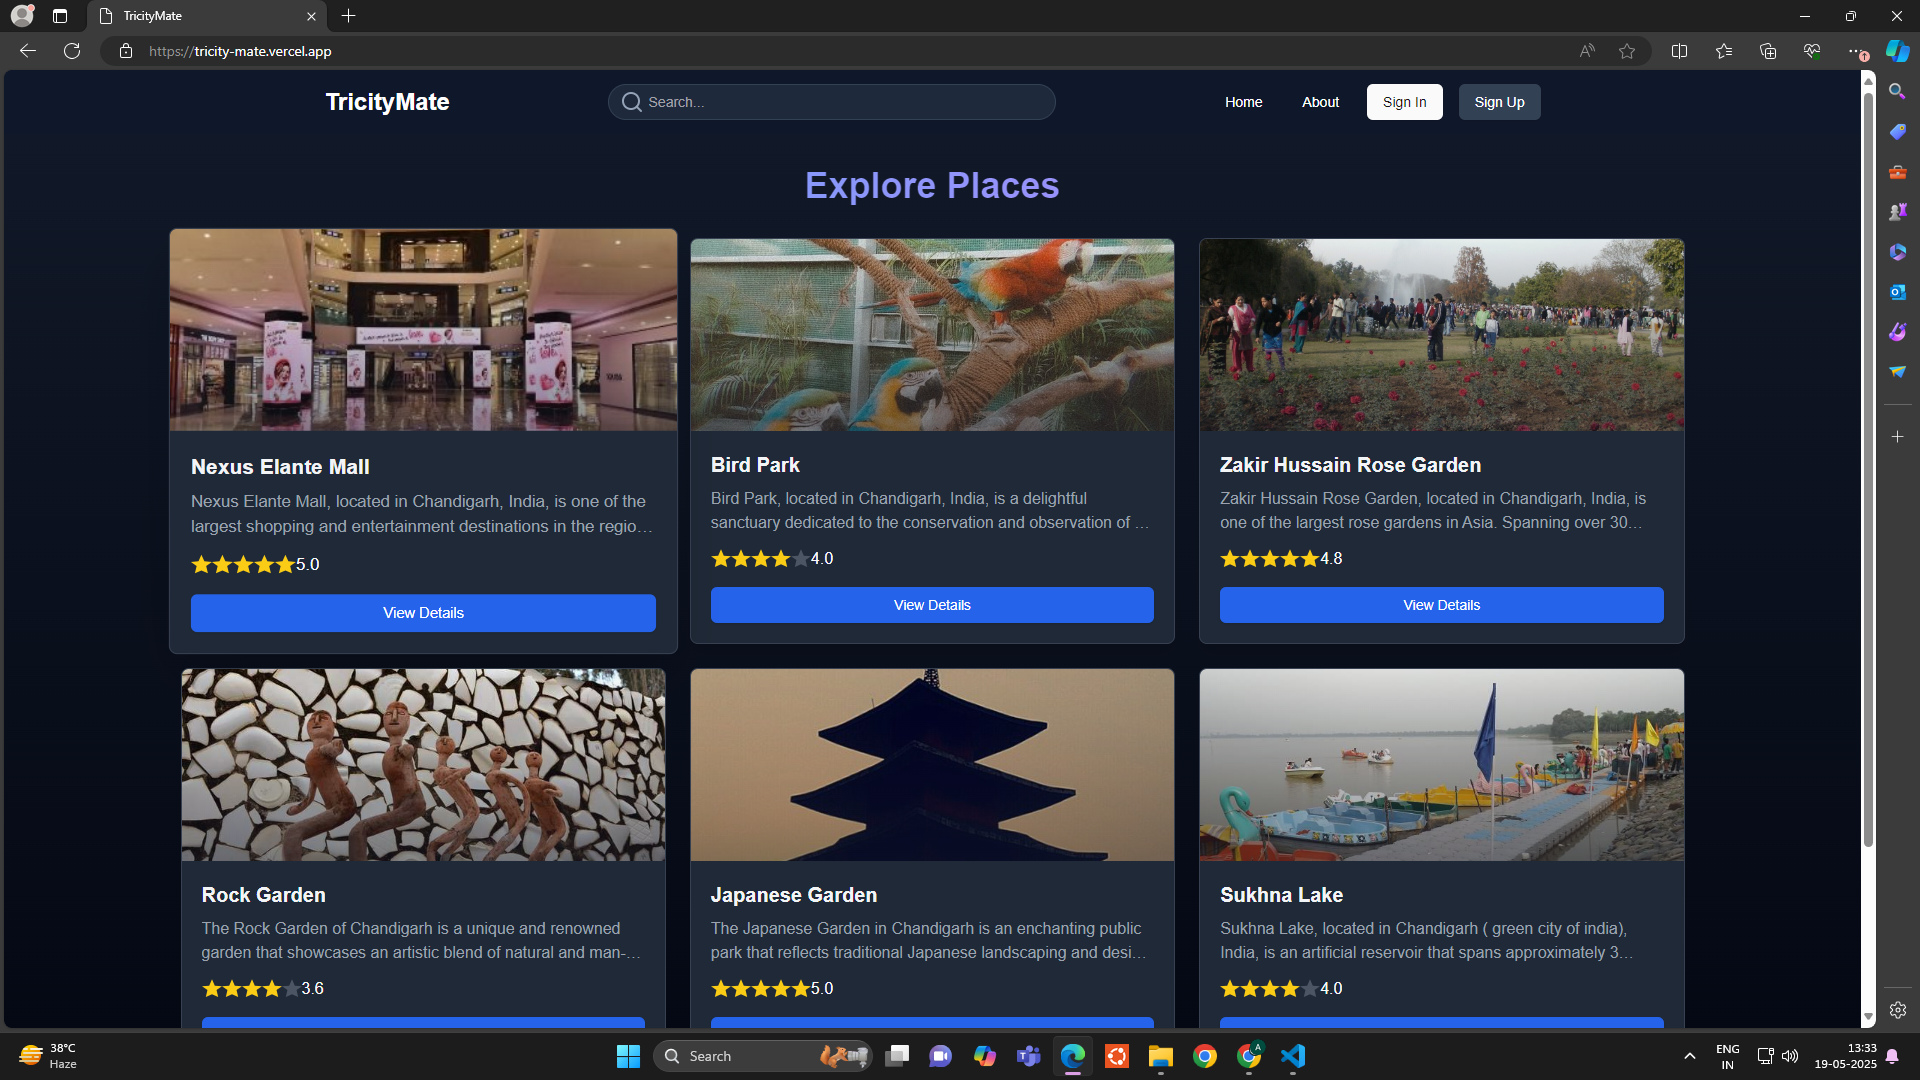 TricityMate
https://tricity-mate.vercel.app
TricityMate
Search...
Home
About
Sign In
Sign Up
Explore Places
Nexus Elante Mall
Nexus Elante Mall, located in Chandigarh, India, is one of the
largest shopping and entertainment destinations in the regio...
5.0
View Details
Bird Park
Bird Park, located in Chandigarh, India, is a delightful
sanctuary dedicated to the conservation and observation of ...
4.0
View Details
Zakir Hussain Rose Garden
Zakir Hussain Rose Garden, located in Chandigarh, India, is
one of the largest rose gardens in Asia. Spanning over 30...
4.8
View Details
Rock Garden
The Rock Garden of Chandigarh is a unique and renowned
garden that showcases an artistic blend of natural and man-...
3.6
Japanese Garden
The Japanese Garden in Chandigarh is an enchanting public
park that reflects traditional Japanese landscaping and desi...
5.0
Sukhna Lake
Sukhna Lake, located in Chandigarh ( green city of india),
India, is an artificial reservoir that spans approximately 3...
4.0
38°C
Haze
Search
ENG
IN
13:33
19-05-2025